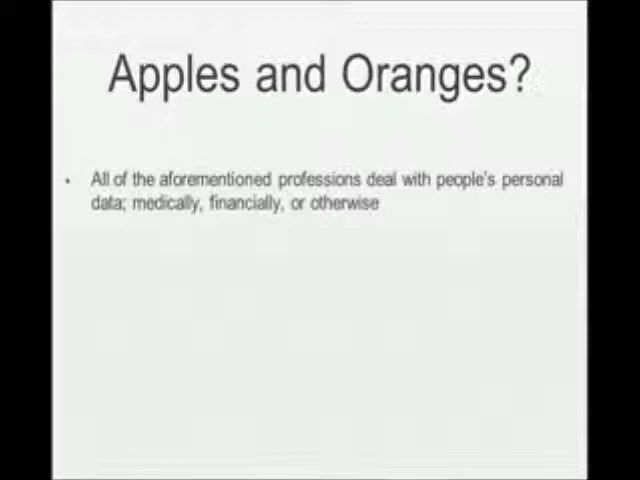 Apples and Oranges?
• All of the aforementioned professions deal with people's personal
data; medically, financially, or otherwise